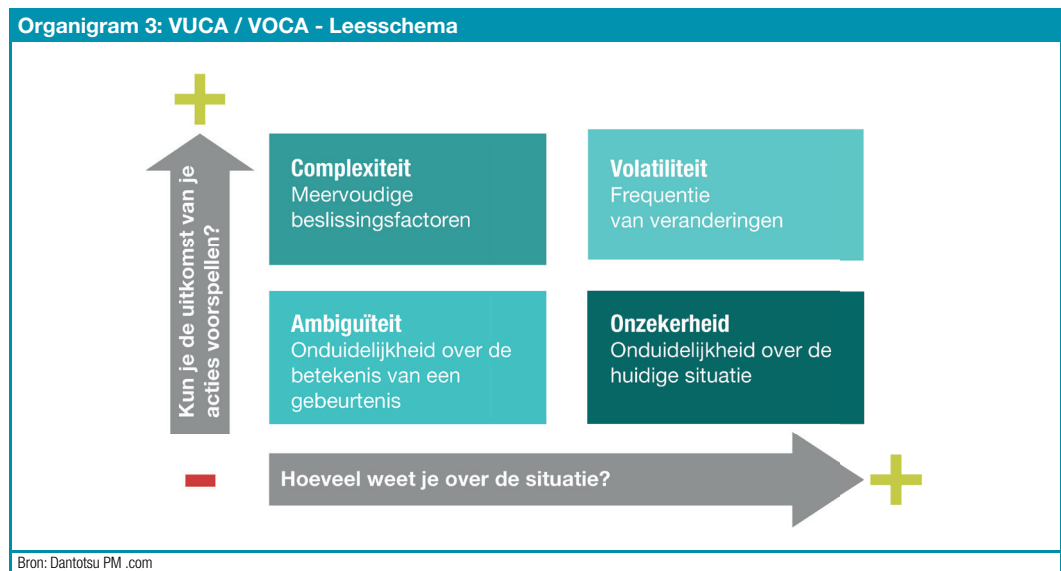 Organigram 3: VUCA / VOCA - Leesschema
Kun je de uitkomst van je
acties voorspellen?
Complexiteit
Meervoudige
beslissingsfactoren
Volatiliteit
Frequentie
van veranderingen
Ambiguïteit
Onduidelijkheid over de
betekenis van een
gebeurtenis
Onzekerheid
Onduidelijkheid over de
huidige situatie
Hoeveel weet je over de situatie?
Bron: Dantotsu PM .com